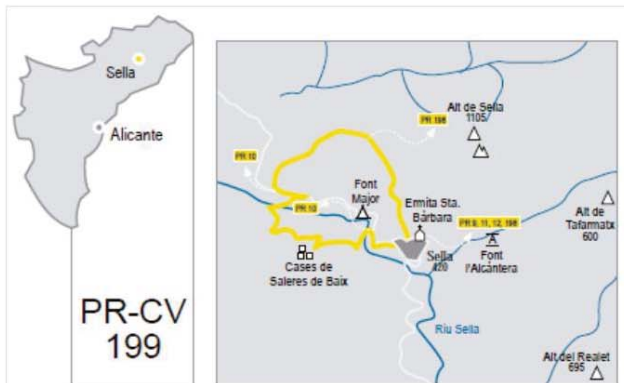 Sella
Alicante
PR-CV
199
Alt de Sella
1105
PR 198
PR 10
Font
Major
Ermita Sta.
Bárbara
PR 10
PR 9, 11, 12, 198
Alt de
Tafarmatx
600
Sella
420
Font
l'Alcàntera
Cases de
Saleres de Baix
Riu Sella
Alt del Realet
695